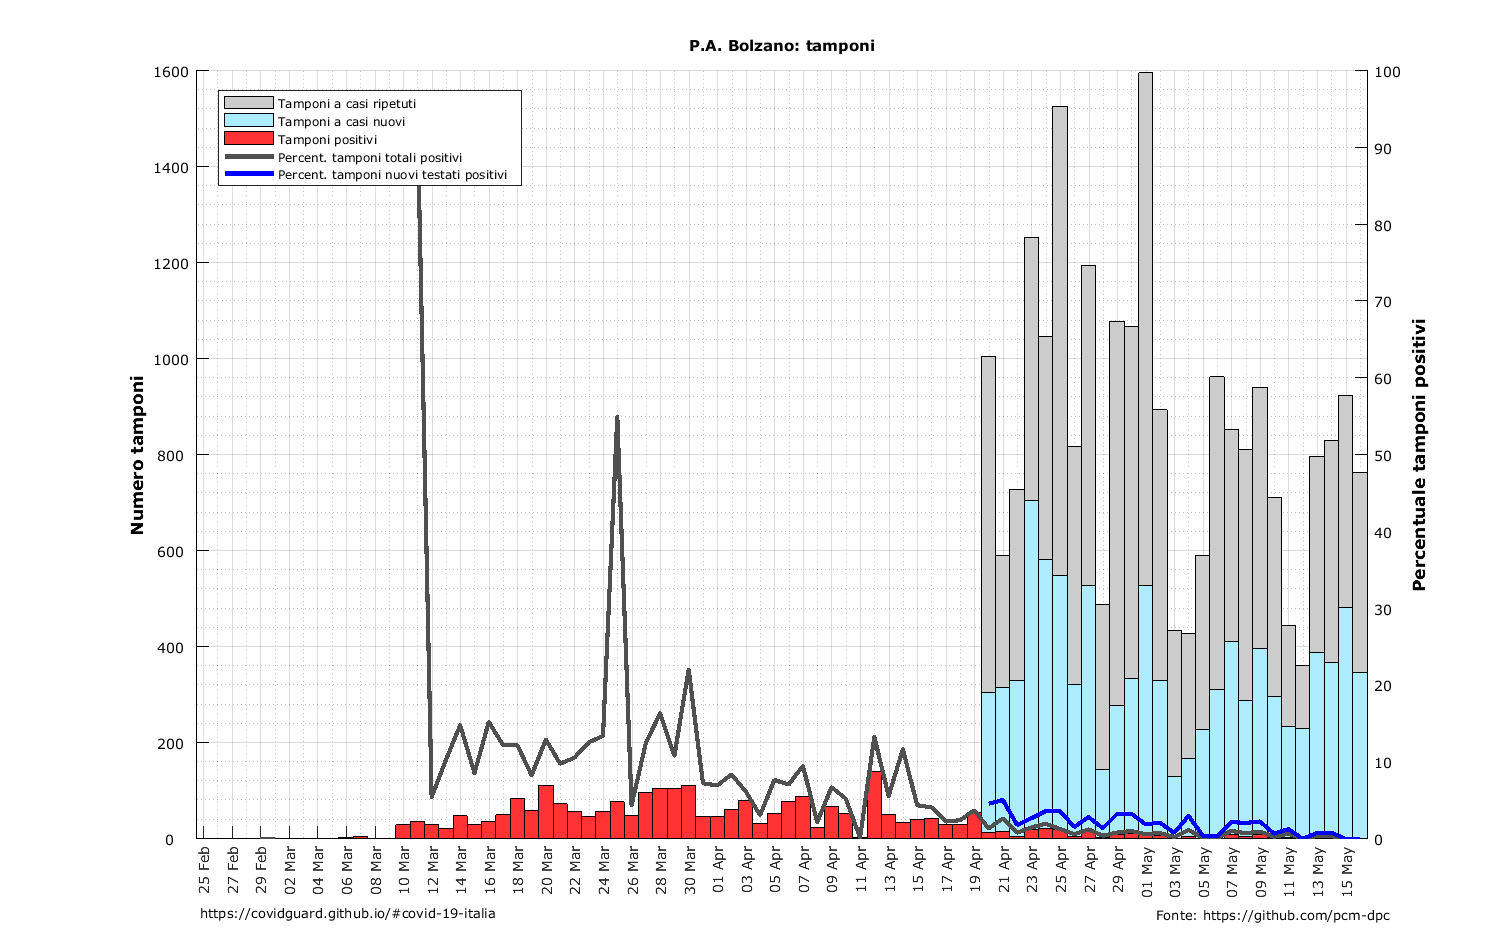 P.A. Bolzano: tamponi
Tamponi a casi ripetuti
Tamponi a casi nuovi
Tamponi positivi
Percent. tamponi totali positivi
Percent. tamponi nuovi testati positivi
Numero tamponi
1600
1400
1200
1000
800
600
400
200
0
Percentuale tamponi positivi
100
90
80
70
60
50
40
30
20
10
0
25 Feb
27 Feb
29 Feb
02 Mar
04 Mar
06 Mar
08 Mar
10 Mar
12 Mar
14 Mar
16 Mar
18 Mar
20 Mar
22 Mar
24 Mar
26 Mar
28 Mar
30 Mar
01 Apr
03 Apr
05 Apr
07 Apr
09 Apr
11 Apr
13 Apr
15 Apr
17 Apr
19 Apr
21 Apr
23 Apr
25 Apr
27 Apr
29 Apr
01 May
03 May
05 May
07 May
09 May
11 May
13 May
15 May
https://covidguard.github.io/#covid-19-italia
Fonte: https://github.com/pcm-dpc